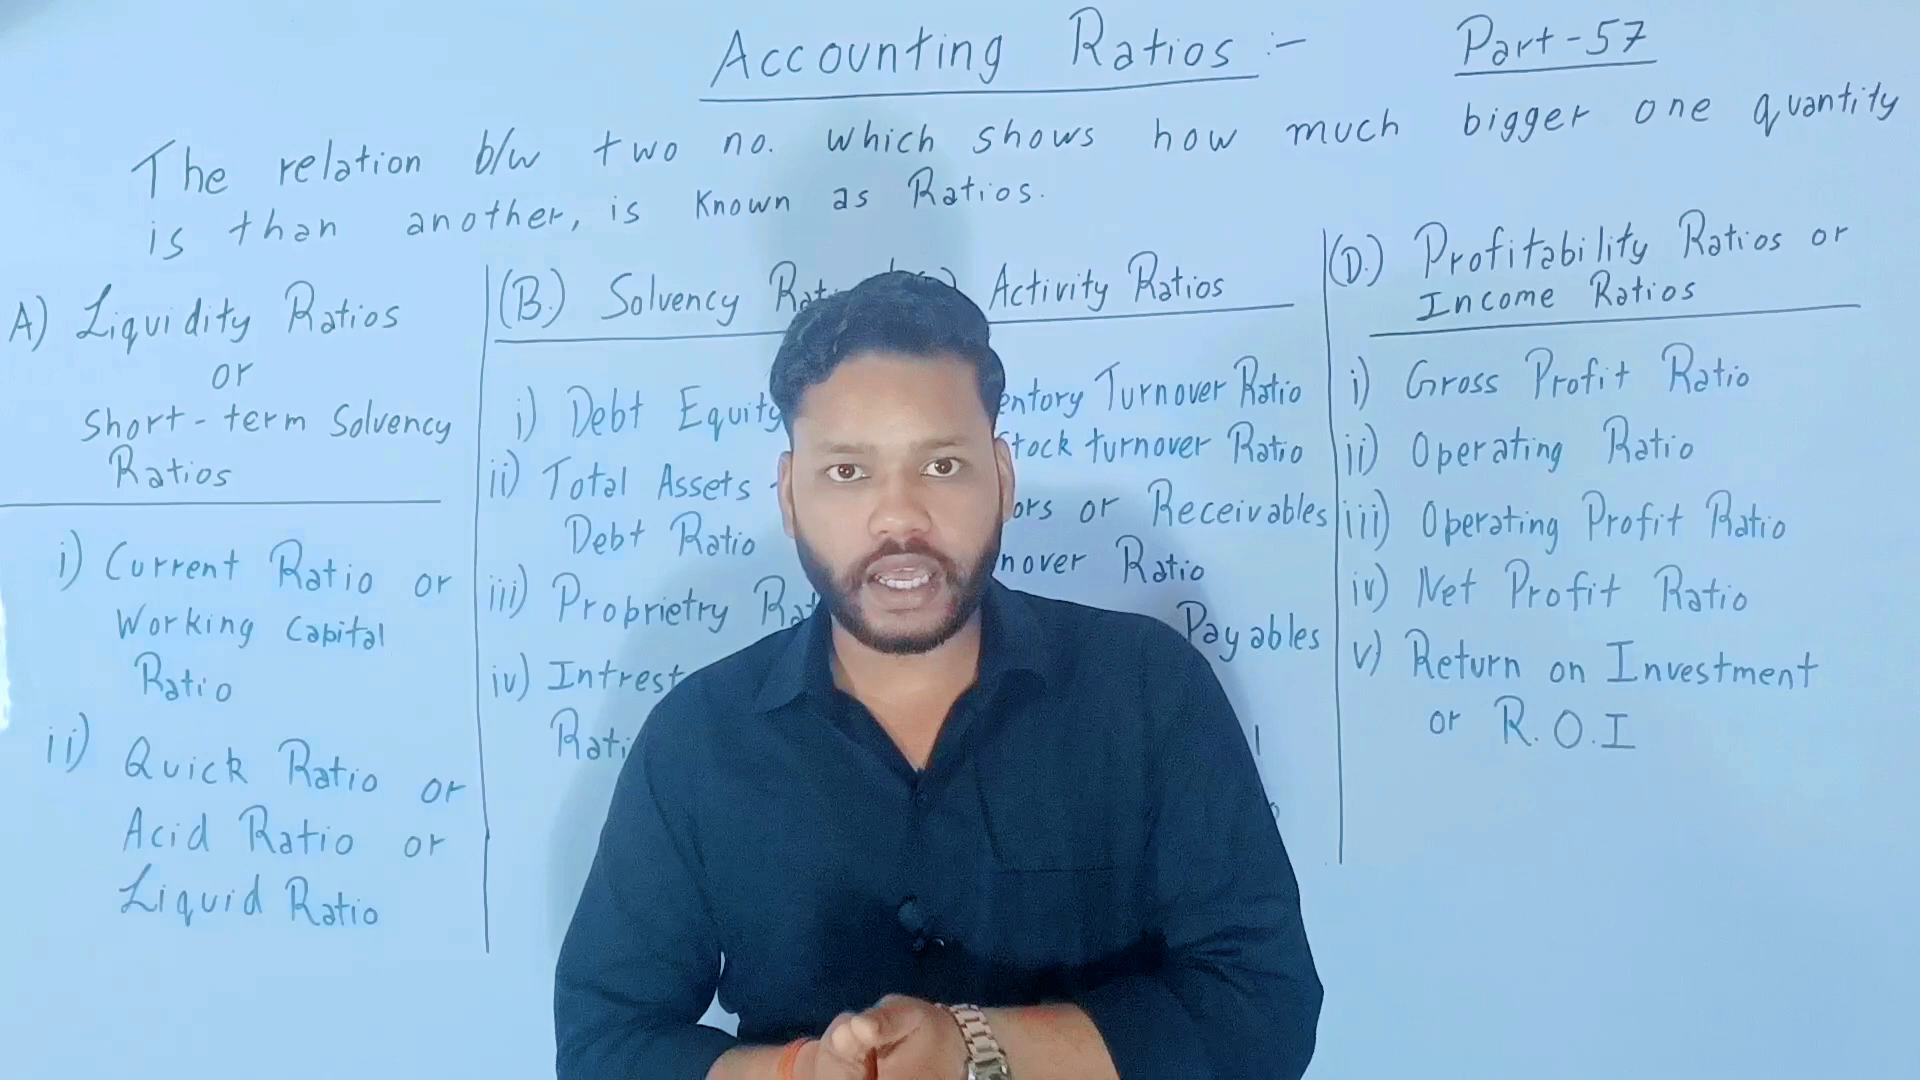 Accounting Ratios :-
Part-57
The relation b/w two no. which shows how much bigger one quantity
is than another, is known as Ratios.
A) Liquidity Ratios
or
Short-term Solvency
Ratios
i) Current Ratio or
Working Capital
Ratio
ii) Quick Ratio or
Acid Ratio or
Liquid Ratio
(B.) Solvency
i) Debt Equity
ii) Total Assets
Debt Ratio
iii) Proprietry
iv) Intrest
Activity Ratios
Turnover Ratio
turnover Ratio
or Receivables
Ratio
Payables
(D.) Profitability Ratios or
Income Ratios
i) Gross Profit Ratio
ii) Operating Ratio
iii) Operating Profit Ratio
iv) Net Profit Ratio
v) Return on Investment
or R.O.I